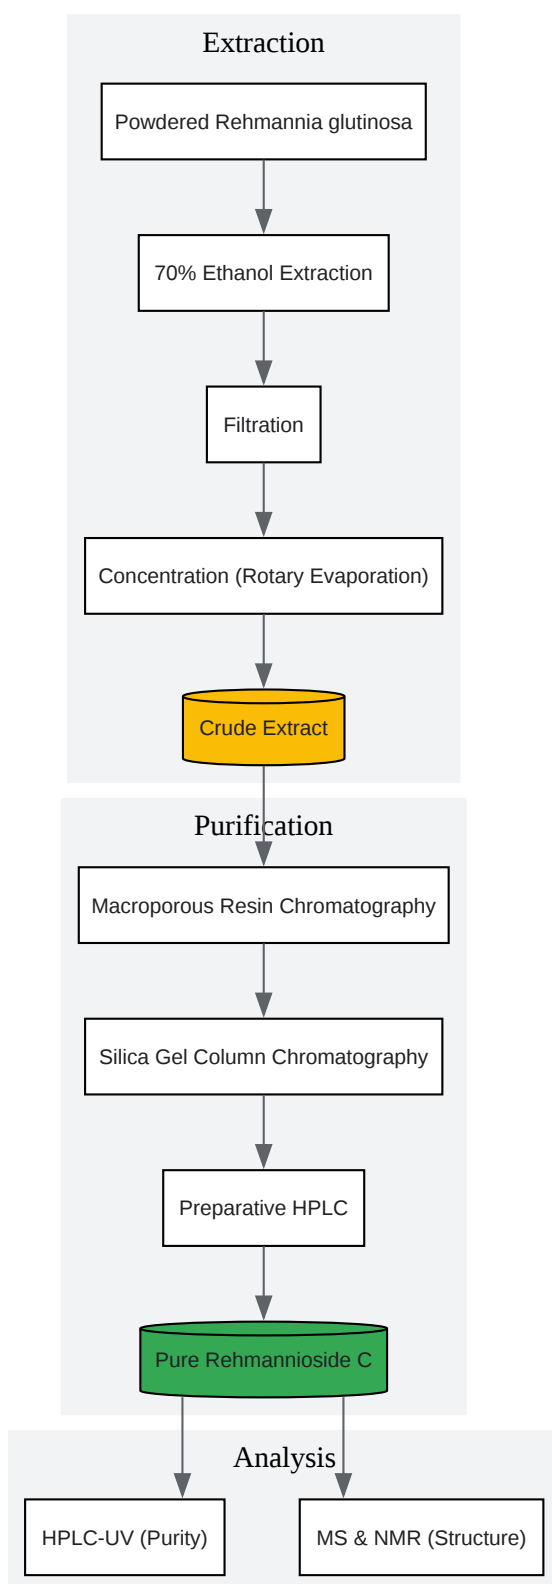 Extraction
Powdered Rehmannia glutinosa
70% Ethanol Extraction
Filtration
Concentration (Rotary Evaporation)
Crude Extract
Purification
Macroporous Resin Chromatography
Silica Gel Column Chromatography
Preparative HPLC
Pure Rehmannioside C
Analysis
HPLC-UV (Purity)
MS & NMR (Structure)